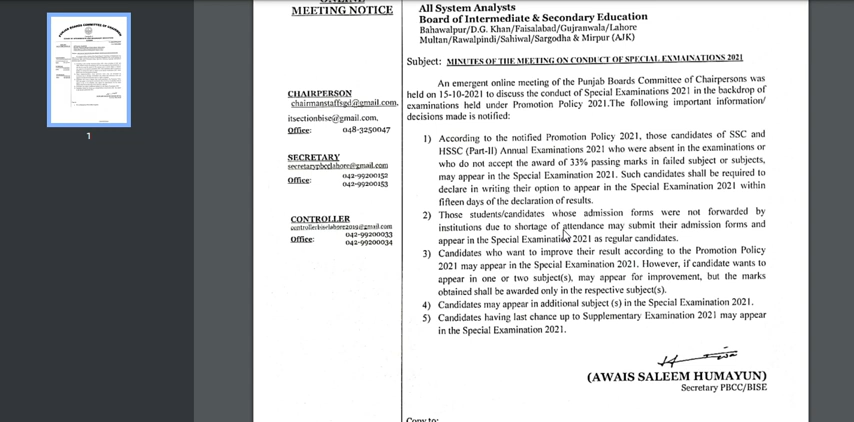 MEETING NOTICE
All System Analysts
Board of Intermediate & Secondary Education
Bahawalpur/D.G. Khan/Faisalabad/Gujranwala/Lahore
Multan/Rawalpindi/Sahiwal/Sargodha & Mirpur (AJK)
Subject: MINUTES OF THE MEETING ON CONDUCT OF SPECIAL EXMAINATIONS 2021
An emergent online meeting of the Punjab Boards Committee of Chairpersons was
held on 15-10-2021 to discuss the conduct of Special Examinations 2021 in the backdrop of
examinations held under Promotion Policy 2021.The following important information/
decisions made is notified:
CHAIRPERSON
chairmanstaffsgd@gmail.com,
itsectionbise@gmail.com,
Office: 048-3250047
SECRETARY
secretarypbcclahore@gmail.com
Office: 042-99200152
042-99200153
CONTROLLER
controllerbiselahore2019@gmail.com
Office: 042-99200033
042-99200034
1) According to the notified Promotion Policy 2021, those candidates of SSC and
HSSC (Part-II) Annual Examinations 2021 who were absent in the examinations or
who do not accept the award of 33% passing marks in failed subject or subjects,
may appear in the Special Examination 2021. Such candidates shall be required to
declare in writing their option to appear in the Special Examination 2021 within
fifteen days of the declaration of results.
2) Those students/candidates whose admission forms were not forwarded by
institutions due to shortage of attendance may submit their admission forms and
appear in the Special Examination 2021 as regular candidates.
3) Candidates who want to improve their result according to the Promotion Policy
2021 may appear in the Special Examination 2021. However, if candidate wants to
appear in one or two subject(s), may appear for improvement, but the marks
obtained shall be awarded only in the respective subject(s).
4) Candidates may appear in additional subject (s) in the Special Examination 2021.
5) Candidates having last chance up to Supplementary Examination 2021 may appear
in the Special Examination 2021.
(AWAIS SALEEM HUMAYUN)
Secretary PBCC/BISE
1